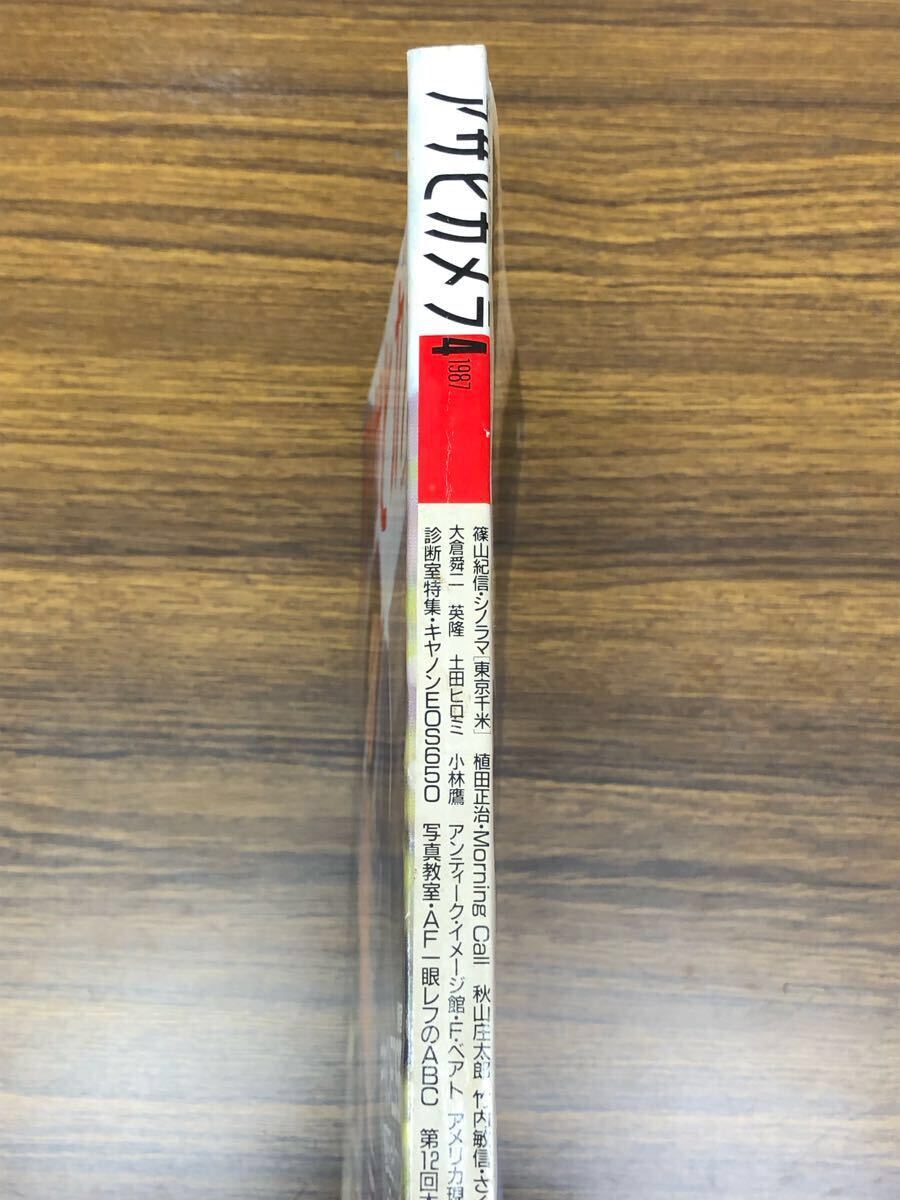 アサヒカメラ
4
1987
篠山紀信・シノラマ[東京千米] 植田正治・Morning Call 秋山庄太郎 竹内敏信・さく
大倉舜二 英隆 土田ヒロミ 小林鷹 アンティーク・イメージ館・F・ベアト アメリカ現
診断室特集・キヤノンEOS650 写真教室・AF一眼レフのABC 第12回木